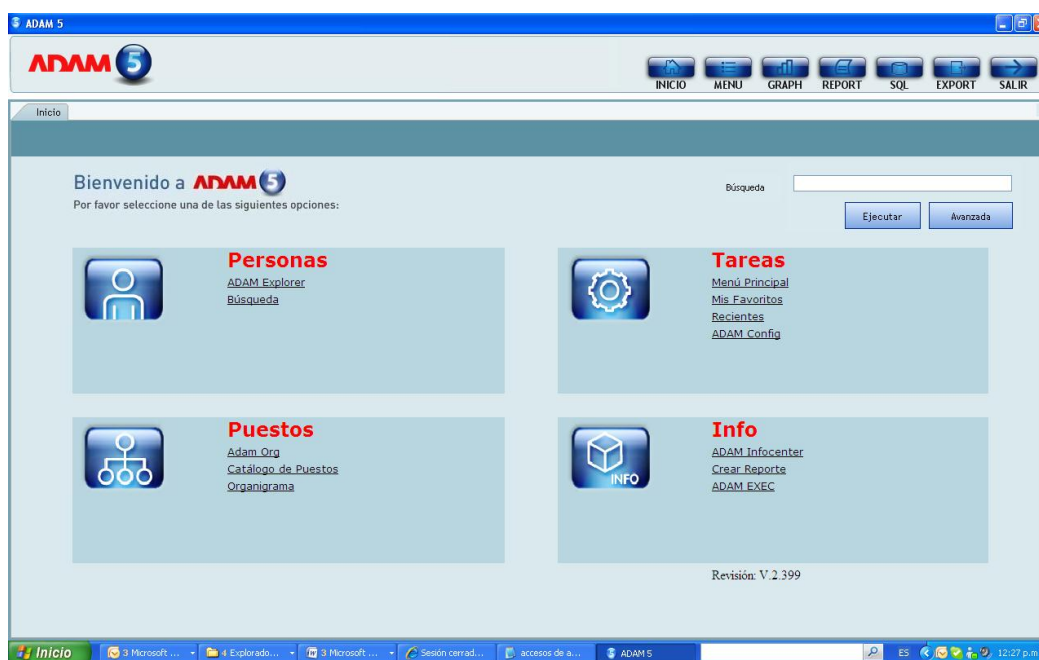 ADAM 5
ADAM 5
INICIO MENU GRAPH REPORT SQL EXPORT SALIR
Inicio
Bienvenido a ADAM 5
Por favor seleccione una de las siguientes opciones:
Búsqueda
Ejecutar Avanzada
Personas
ADAM Explorer
Búsqueda
Tareas
Menú Principal
Mis Favoritos
Recientes
ADAM Config
Puestos
Adam Org
Catálogo de Puestos
Organigrama
INFO
Info
ADAM Infocenter
Crear Reporte
ADAM EXEC
Revisión: V.2.399
Inicio 3 Microsoft ... 4 Explorado... 3 Microsoft ... Sesión cerrad... accesos de a... ADAM 5 ES 12:27 p.m.